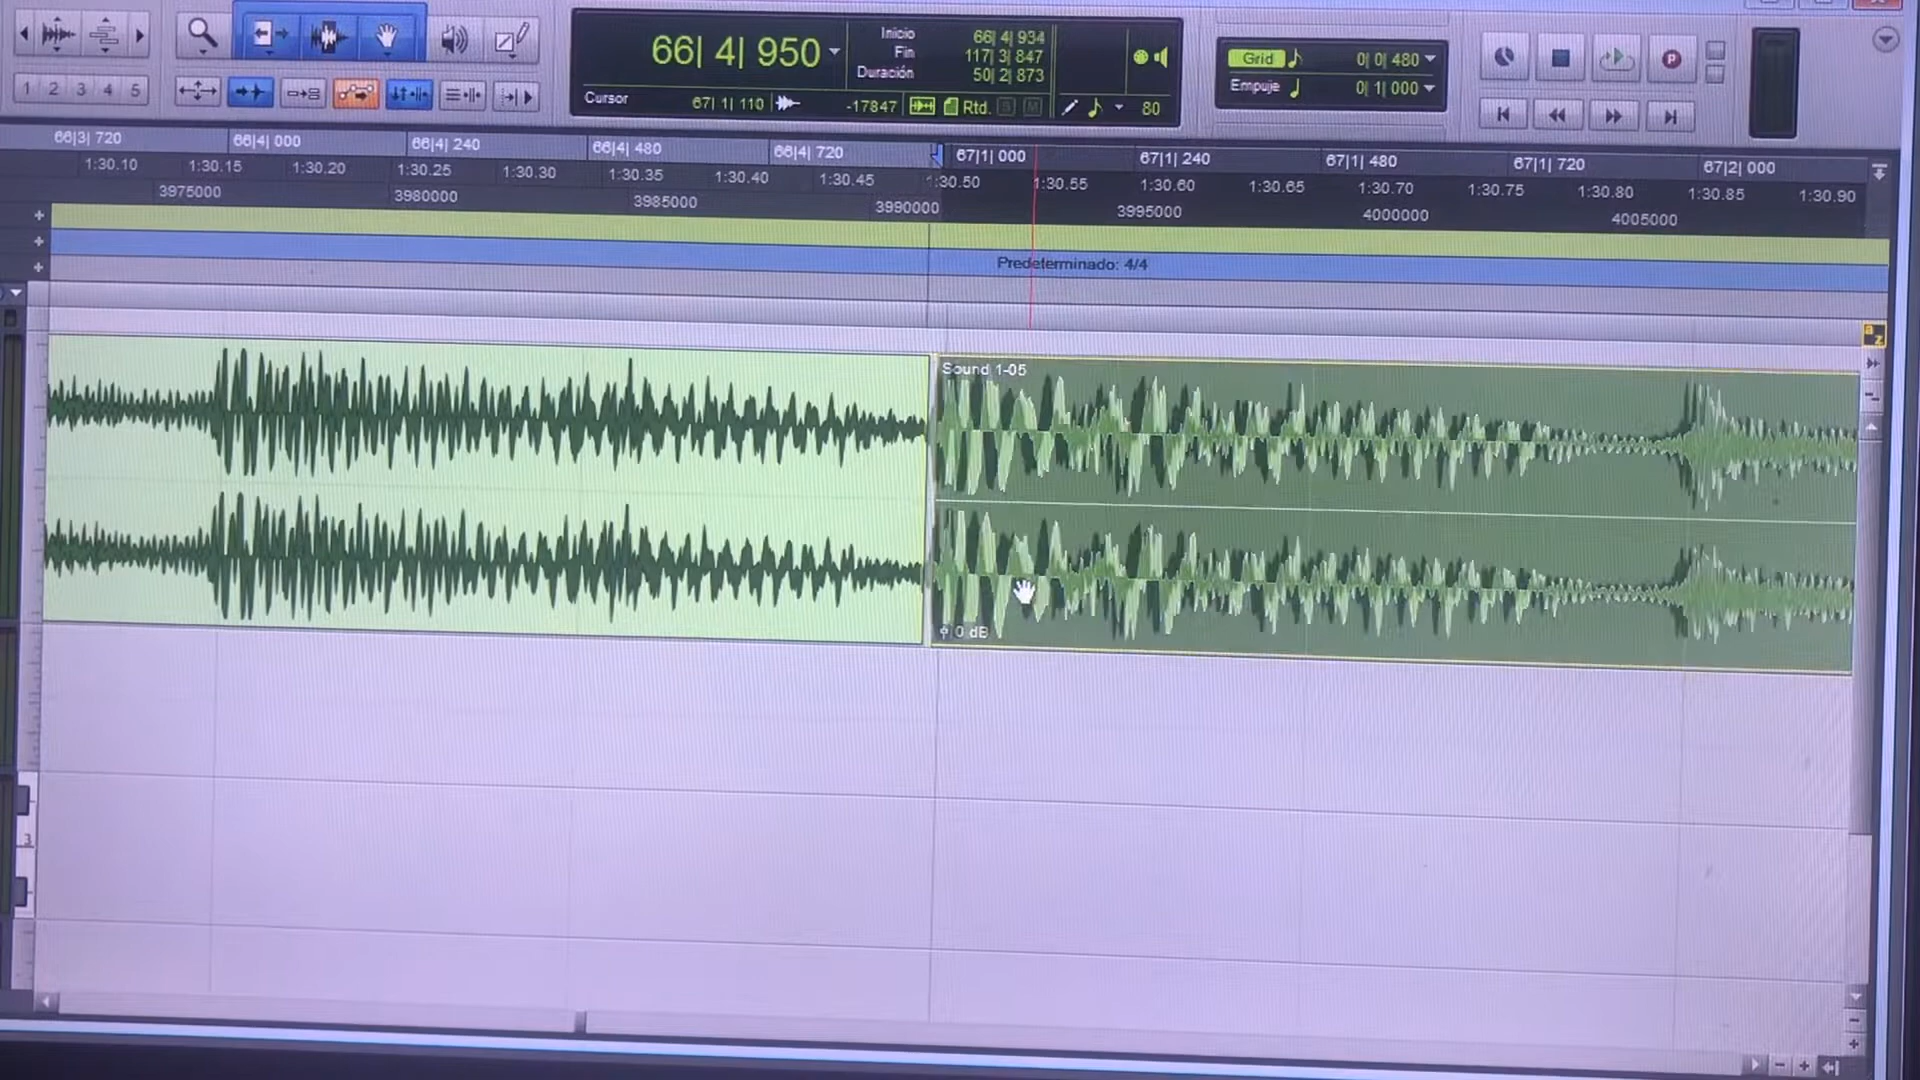 66| 4| 950
Inicio 66| 4| 934
Fin 117| 3| 847
Duración 50| 2| 873
Cursor 67| 1| 110 -17847 Rtd. S M 80
Grid 0| 0| 480
Empuje 0| 1| 000
P
1 2 3 4 5
66|3| 720 66|4| 000 66|4| 240 66|4| 480 66|4| 720 67|1| 000 67|1| 240 67|1| 480 67|1| 720 67|2| 000
1:30.10 1:30.15 1:30.20 1:30.25 1:30.30 1:30.35 1:30.40 1:30.45 1:30.50 1:30.55 1:30.60 1:30.65 1:30.70 1:30.75 1:30.80 1:30.85 1:30.90
3975000 3980000 3985000 3990000 3995000 4000000 4005000
Predeterminado: 4/4
a z
Sound 1-05
0 dB
3